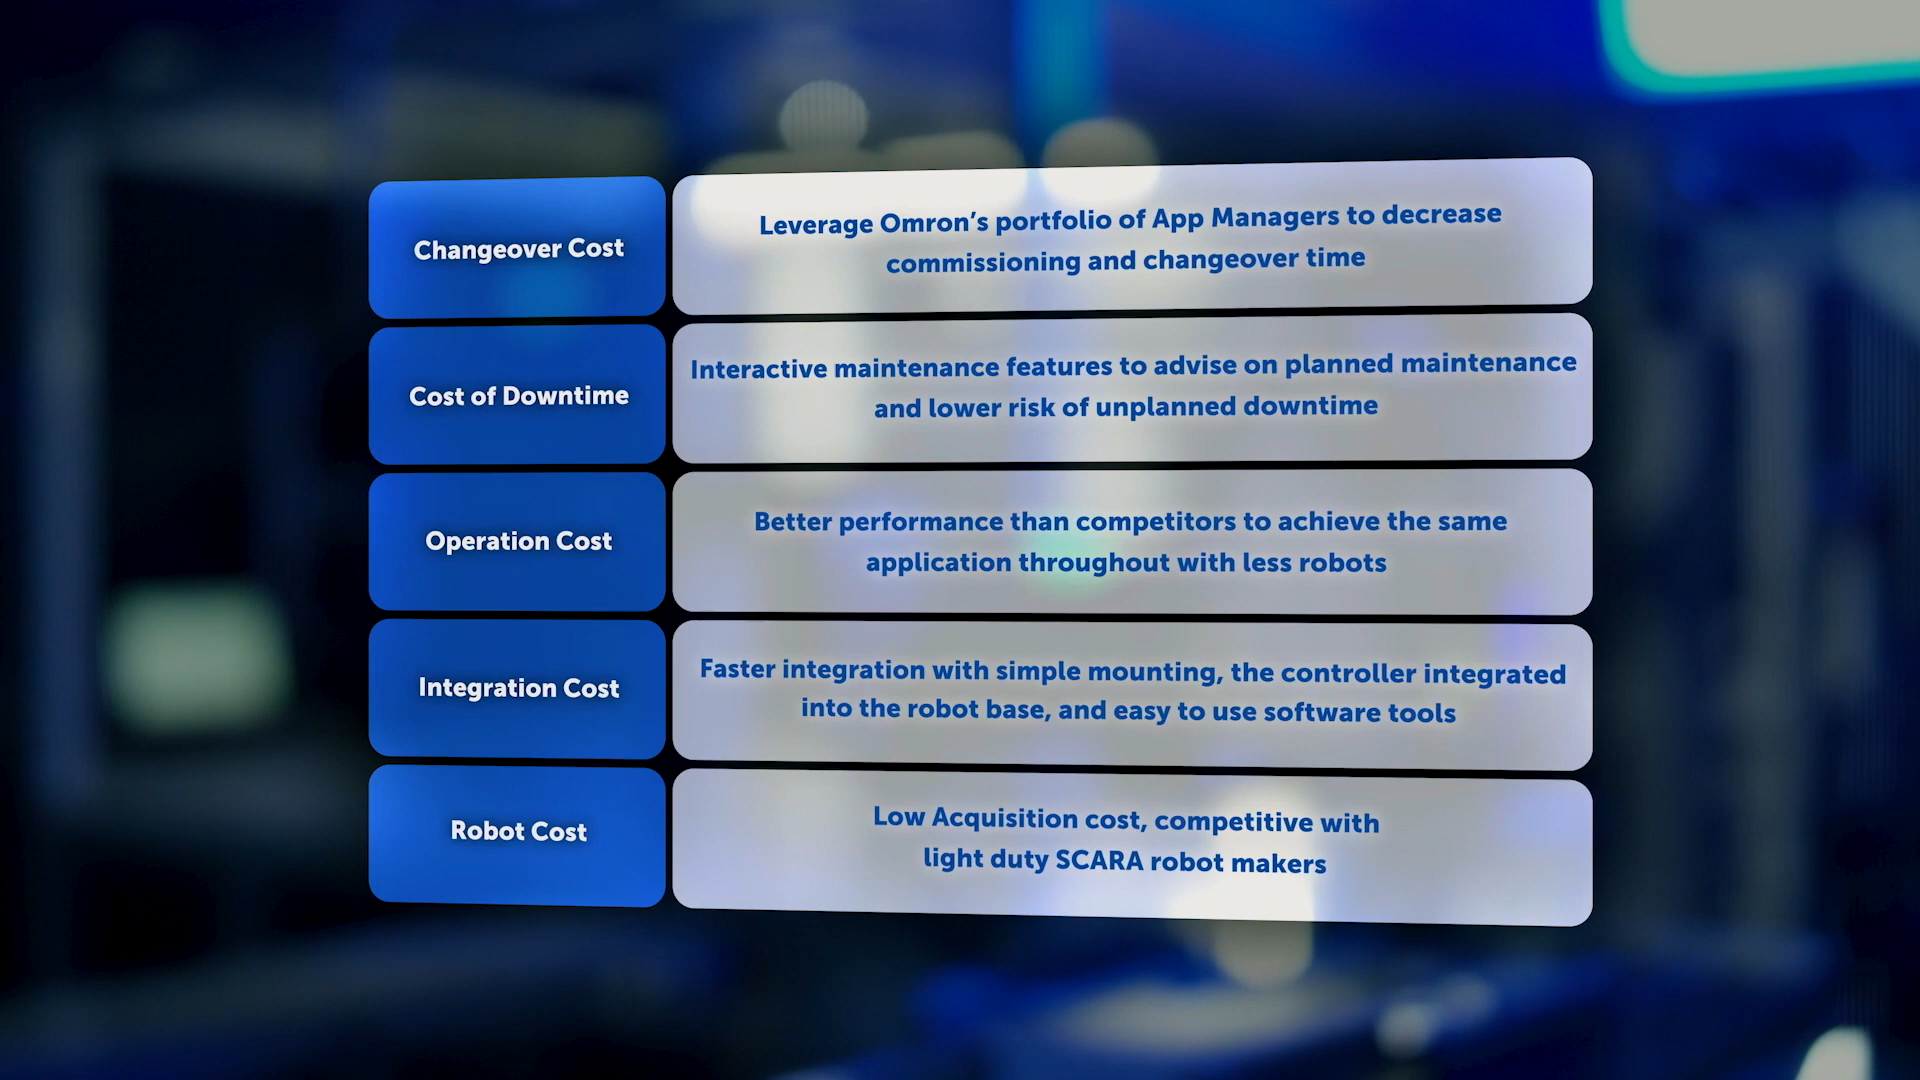 Changeover Cost
Leverage Omron's portfolio of App Managers to decrease
commissioning and changeover time
Cost of Downtime
Interactive maintenance features to advise on planned maintenance
and lower risk of unplanned downtime
Operation Cost
Better performance than competitors to achieve the same
application throughout with less robots
Integration Cost
Faster integration with simple mounting, the controller integrated
into the robot base, and easy to use software tools
Robot Cost
Low Acquisition cost, competitive with
light duty SCARA robot makers